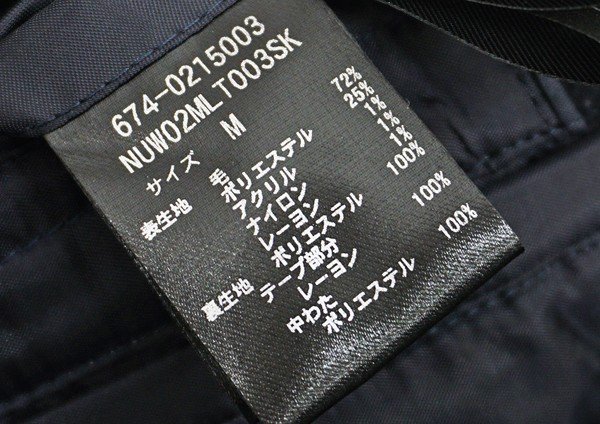 674-0215003
NUW02MLT003SK
サイズ M
表生地 毛 72%
ポリエステル 25%
アクリル 1%
ナイロン 1%
レーヨン 1%
裏生地 ポリエステル 100%
テープ部分
レーヨン 100%
中わた
ポリエステル 100%